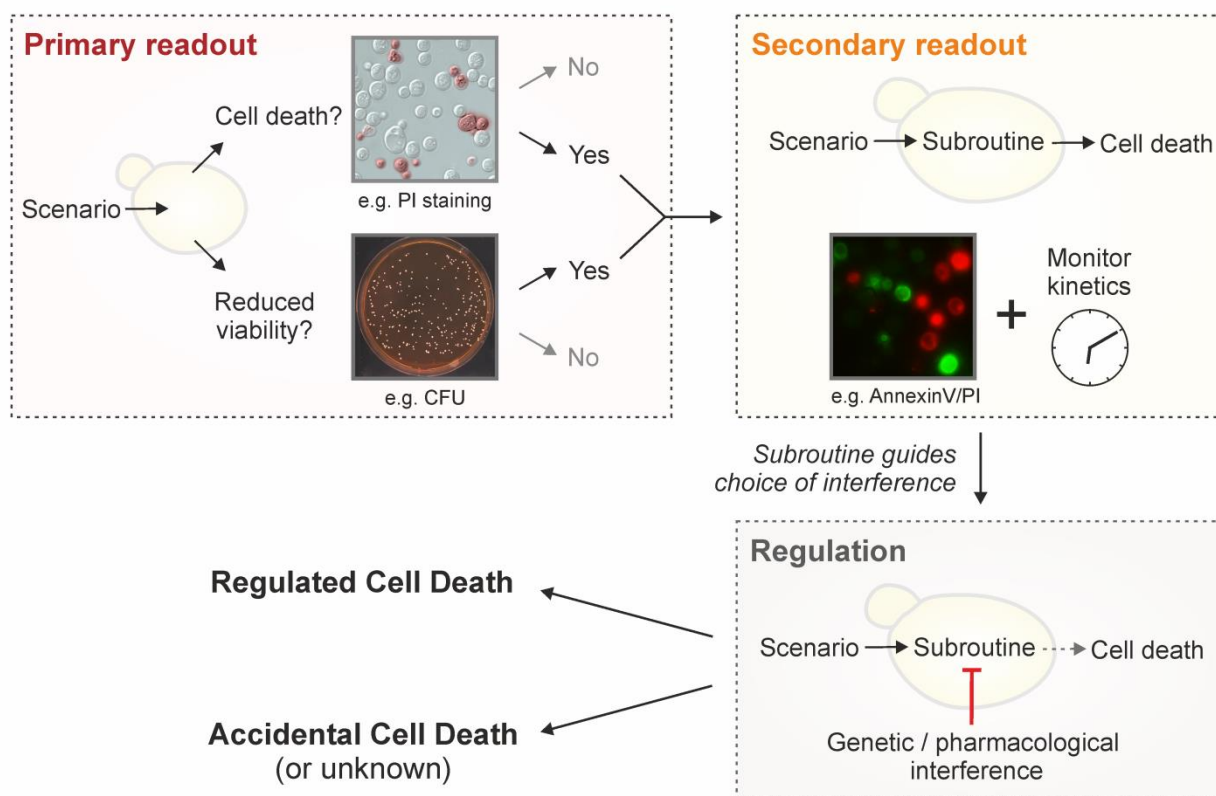 Primary readout
Cell death?
Scenario
Reduced
viability?
e.g. PI staining
e.g. CFU
No
Yes
Yes
No
Secondary readout
Scenario
Subroutine
Cell death
Monitor
kinetics
+
e.g. AnnexinV/PI
Subroutine guides
choice of interference
Regulation
Scenario
Subroutine
Cell death
Genetic / pharmacological
interference
Regulated Cell Death
Accidental Cell Death
(or unknown)